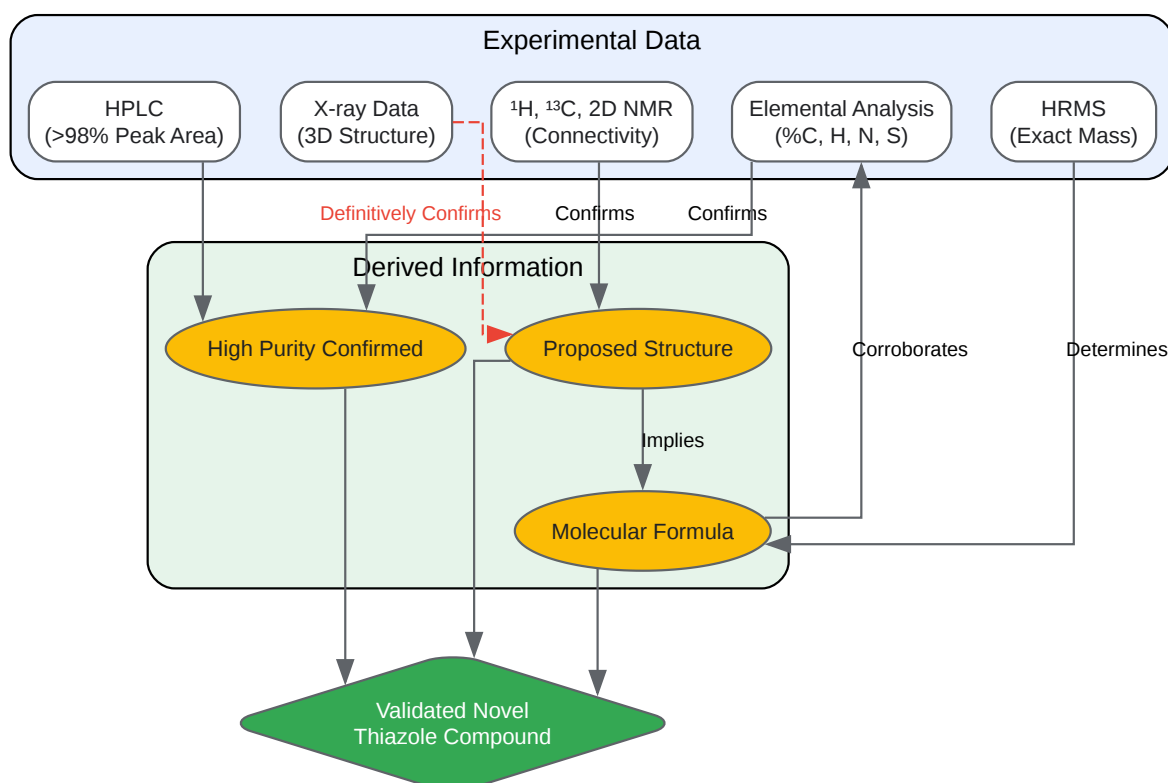 Experimental Data
HPLC
(>98% Peak Area)
X-ray Data
(3D Structure)
¹H, ¹³C, 2D NMR
(Connectivity)
Elemental Analysis
(%C, H, N, S)
HRMS
(Exact Mass)
Definitively Confirms
Confirms
Confirms
Derived Information
High Purity Confirmed
Proposed Structure
Corroborates
Determines
Implies
Molecular Formula
Validated Novel
Thiazole Compound